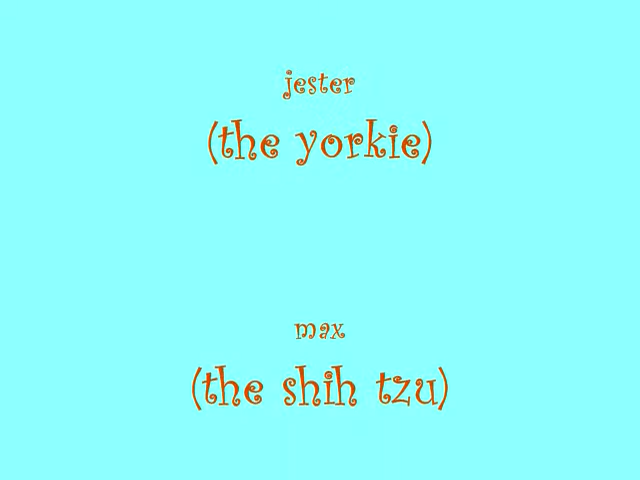 jester
(the yorkie)
max
(the shih tzu)